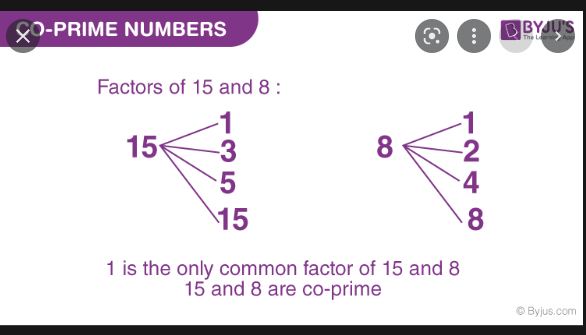 CO-PRIME NUMBERS
BYJU'S
The Learning App
Factors of 15 and 8 :
15
1
3
5
15
8
1
2
4
8
1 is the only common factor of 15 and 8
15 and 8 are co-prime
© Byjus.com